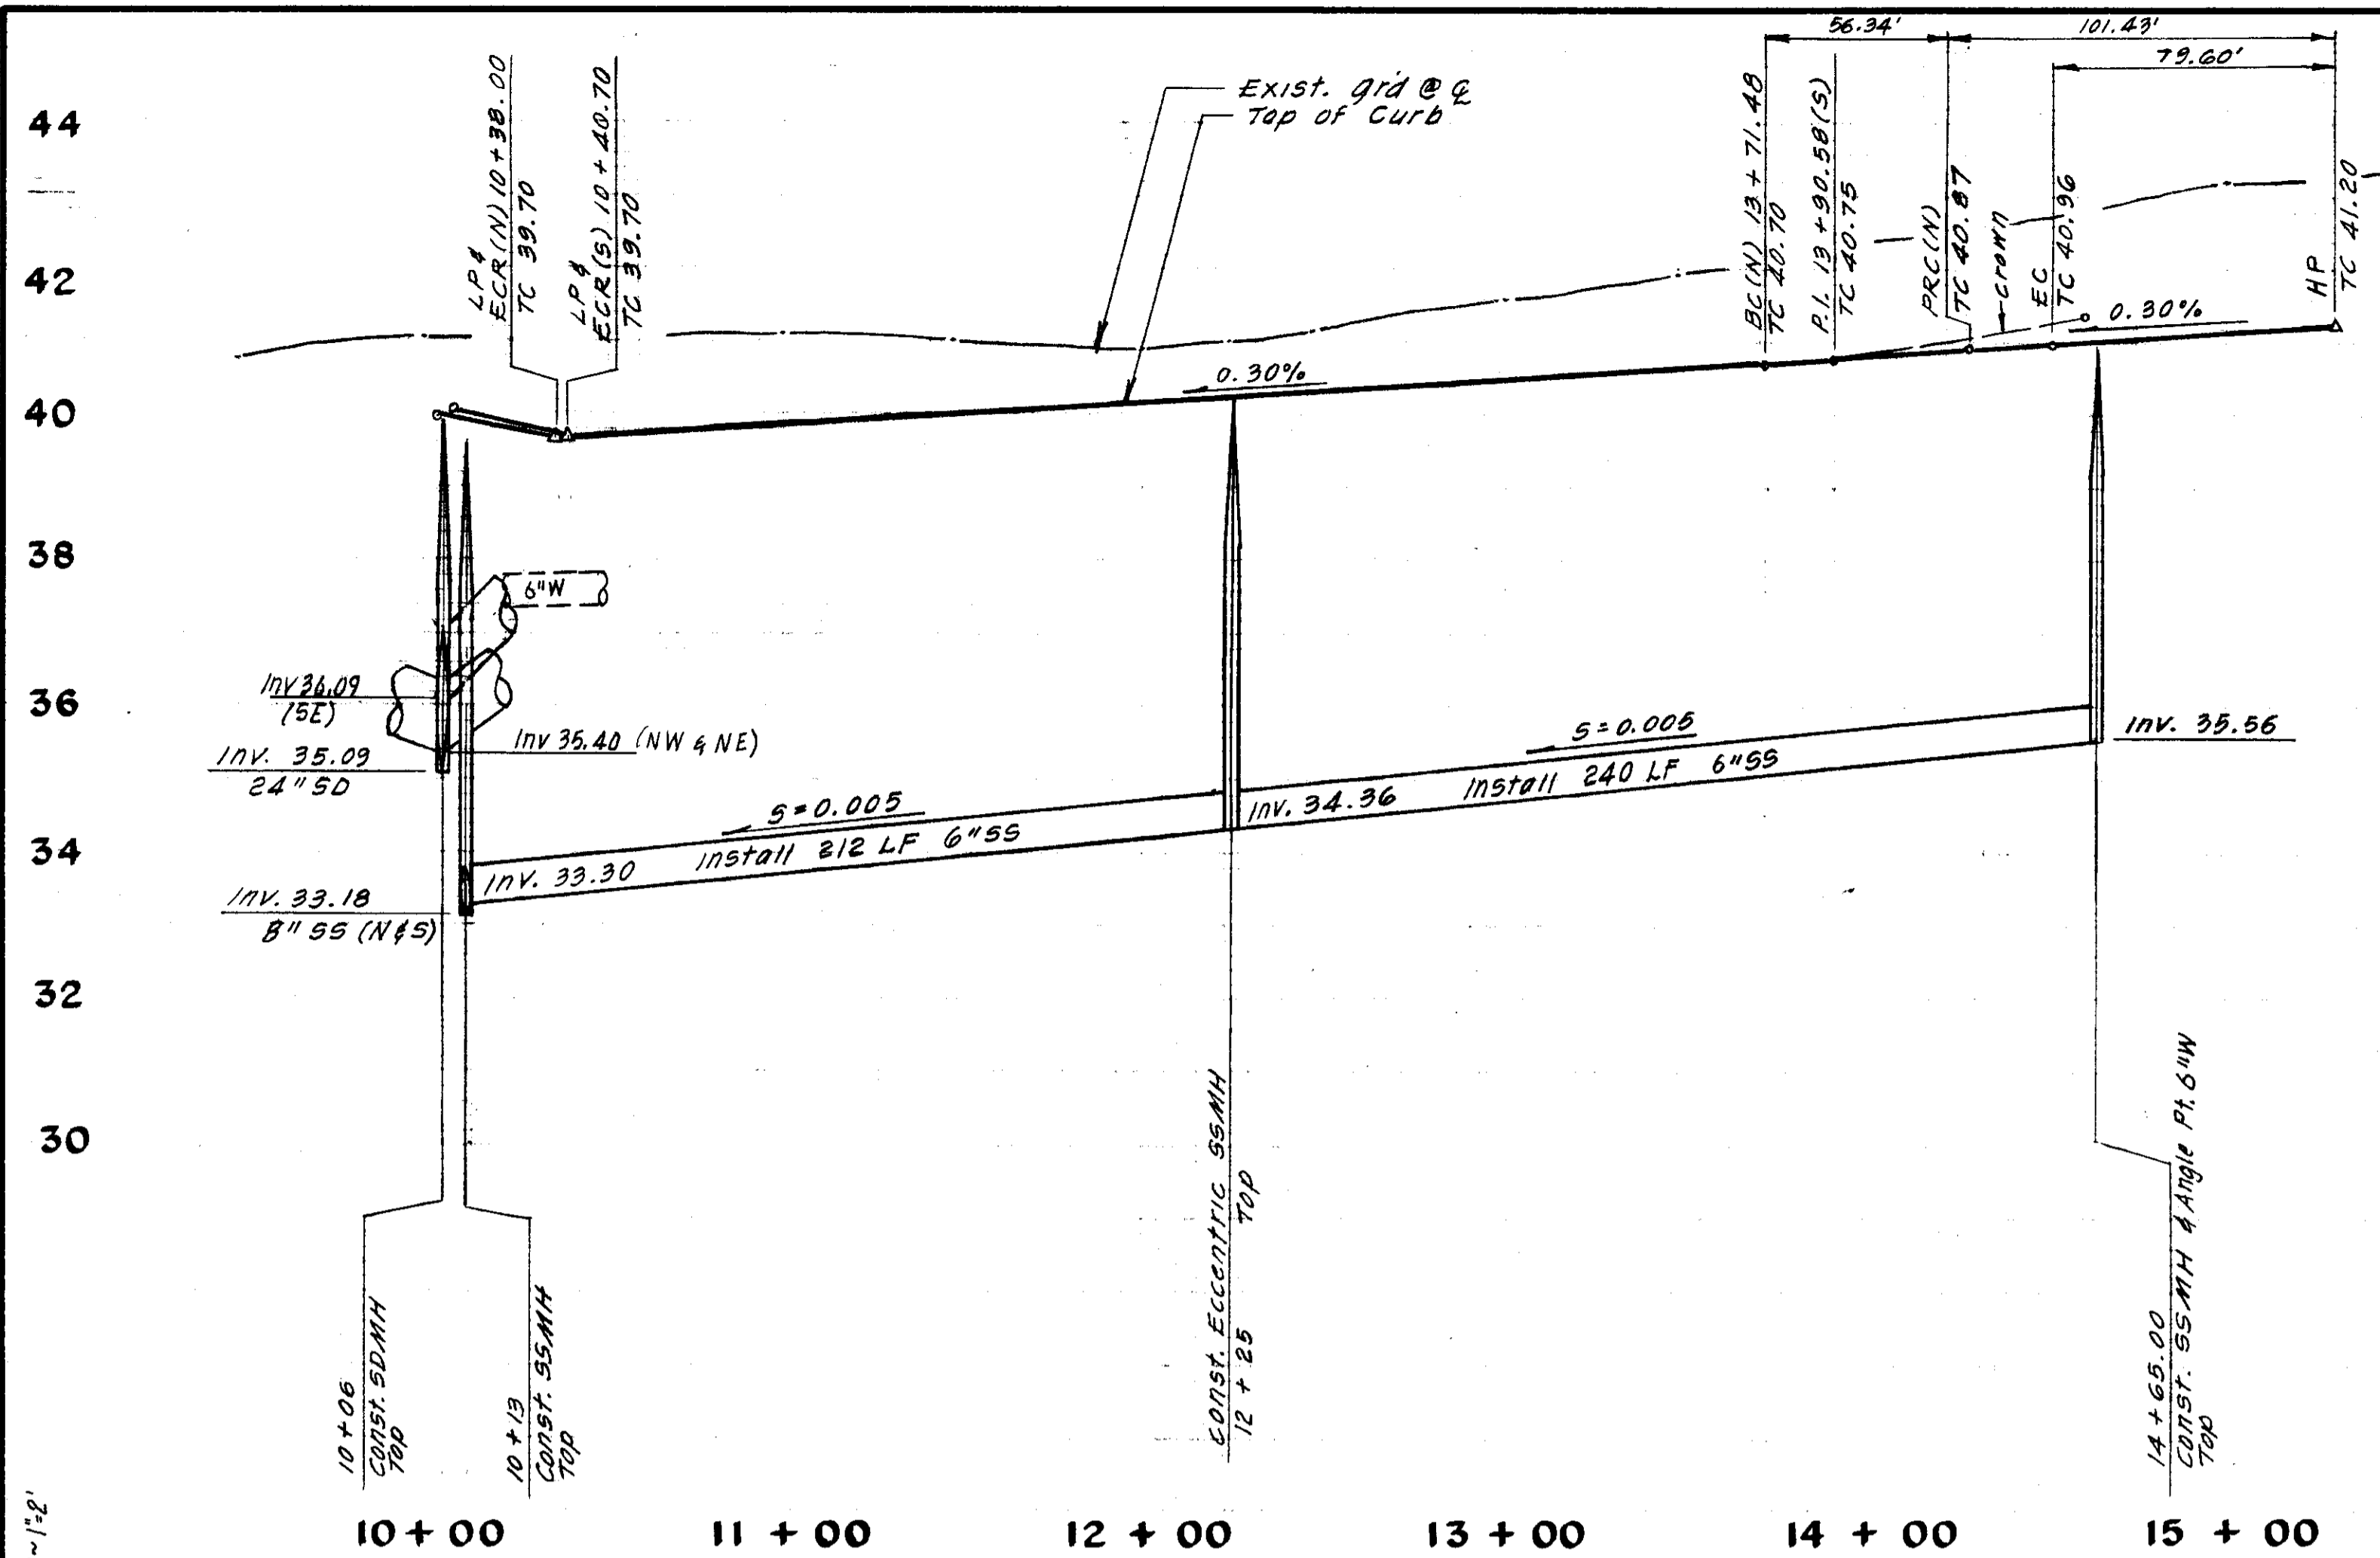 56.34'
101.43'
79.60'
44
42
40
38
36
34
32
30
LP &
ECR(N) 10+38.00
TC 39.70
LP &
ECR(S) 10+40.70
TC 39.70
Exist. grd @ ℄
Top of Curb
BC(N) 13+71.48
TC 40.70
P.I. 13+90.58(S)
TC 40.75
PRC(N)
TC 40.87
crown
EC
TC 40.96
HP
TC 41.20
0.30%
0.30%
6"W
Inv 36.09
(SE)
Inv 35.40 (NW & NE)
Inv. 35.09
24" SD
S=0.005
Install 212 LF 6"SS
Inv. 33.30
Inv. 33.18
8" SS (N&S)
S=0.005
Install 240 LF 6"SS
Inv. 34.36
Inv. 35.56
10+06
Const. SDMH
Top
10+13
Const. SSMH
Top
Const. Eccentric SSMH
12+25 Top
14+65.00
Const. SSMH & Angle Pt. 6"W
Top
~1"=2'
10+00
11+00
12+00
13+00
14+00
15+00